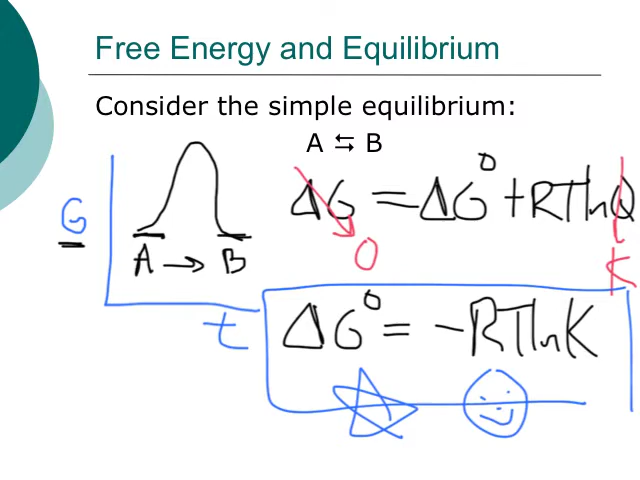 Free Energy and Equilibrium
Consider the simple equilibrium:
A ⇆ B
ΔG = ΔG° + RTlnQ
G
A → B
0
K
t
ΔG° = -RTlnK